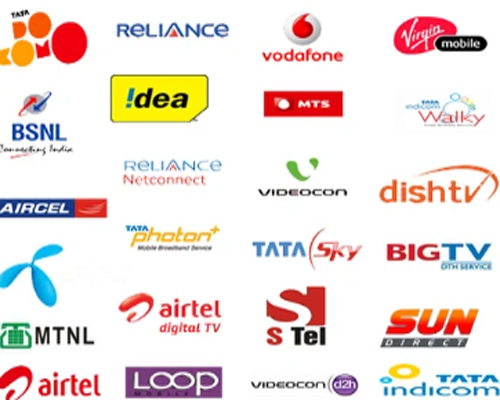 TATA
DOCOMO
RELIANCE
vodafone
Virgin
mobile
BSNL
Connecting India
!dea
MTS
TATA
indicom
Walky
RELIANCE
Netconnect
VIDEOCON
dishtv
AIRCEL
TATA
photon+
Mobile Broadband Service
TATA Sky
BIGTV
DTH SERVICE
MTNL
airtel
digital TV
S Tel
SUN
DIRECT
airtel
LOOP
MOBILE
VIDEOCON d2h
TATA
indicom